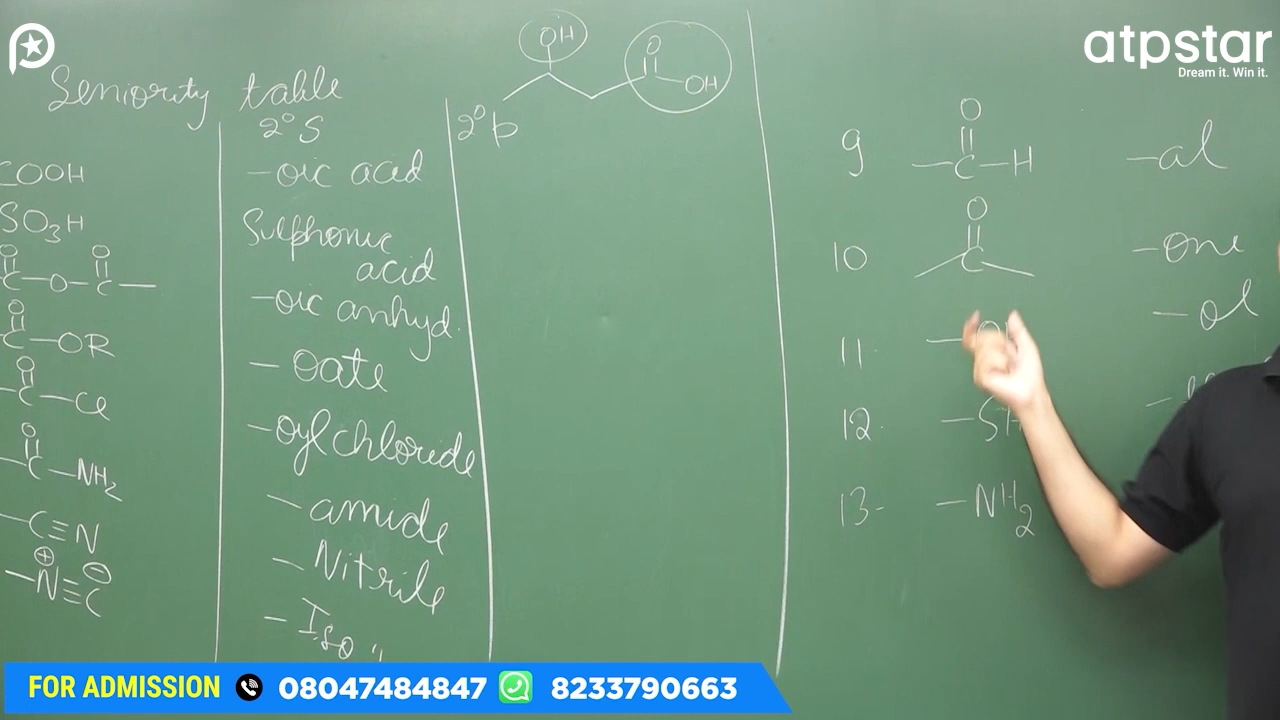 atpstar
Dream it. Win it.
Seniority table
2° S
2° p
OH
O
OH
COOH
-oic acid
SO3H
Sulphonic
acid
O O
C-O-C-
-oic anhyd.
O
C-OR
-oate
O
-C-Cl
-oyl chloride
O
-C-NH2
-amide
-C≡N
-Nitrile
-N⊕≡C⊖
-Iso "
9
O
-C-H
-al
10
O
C
-one
11.
-ol
12.
-SH
13-
-NH2
FOR ADMISSION 08047484847 8233790663